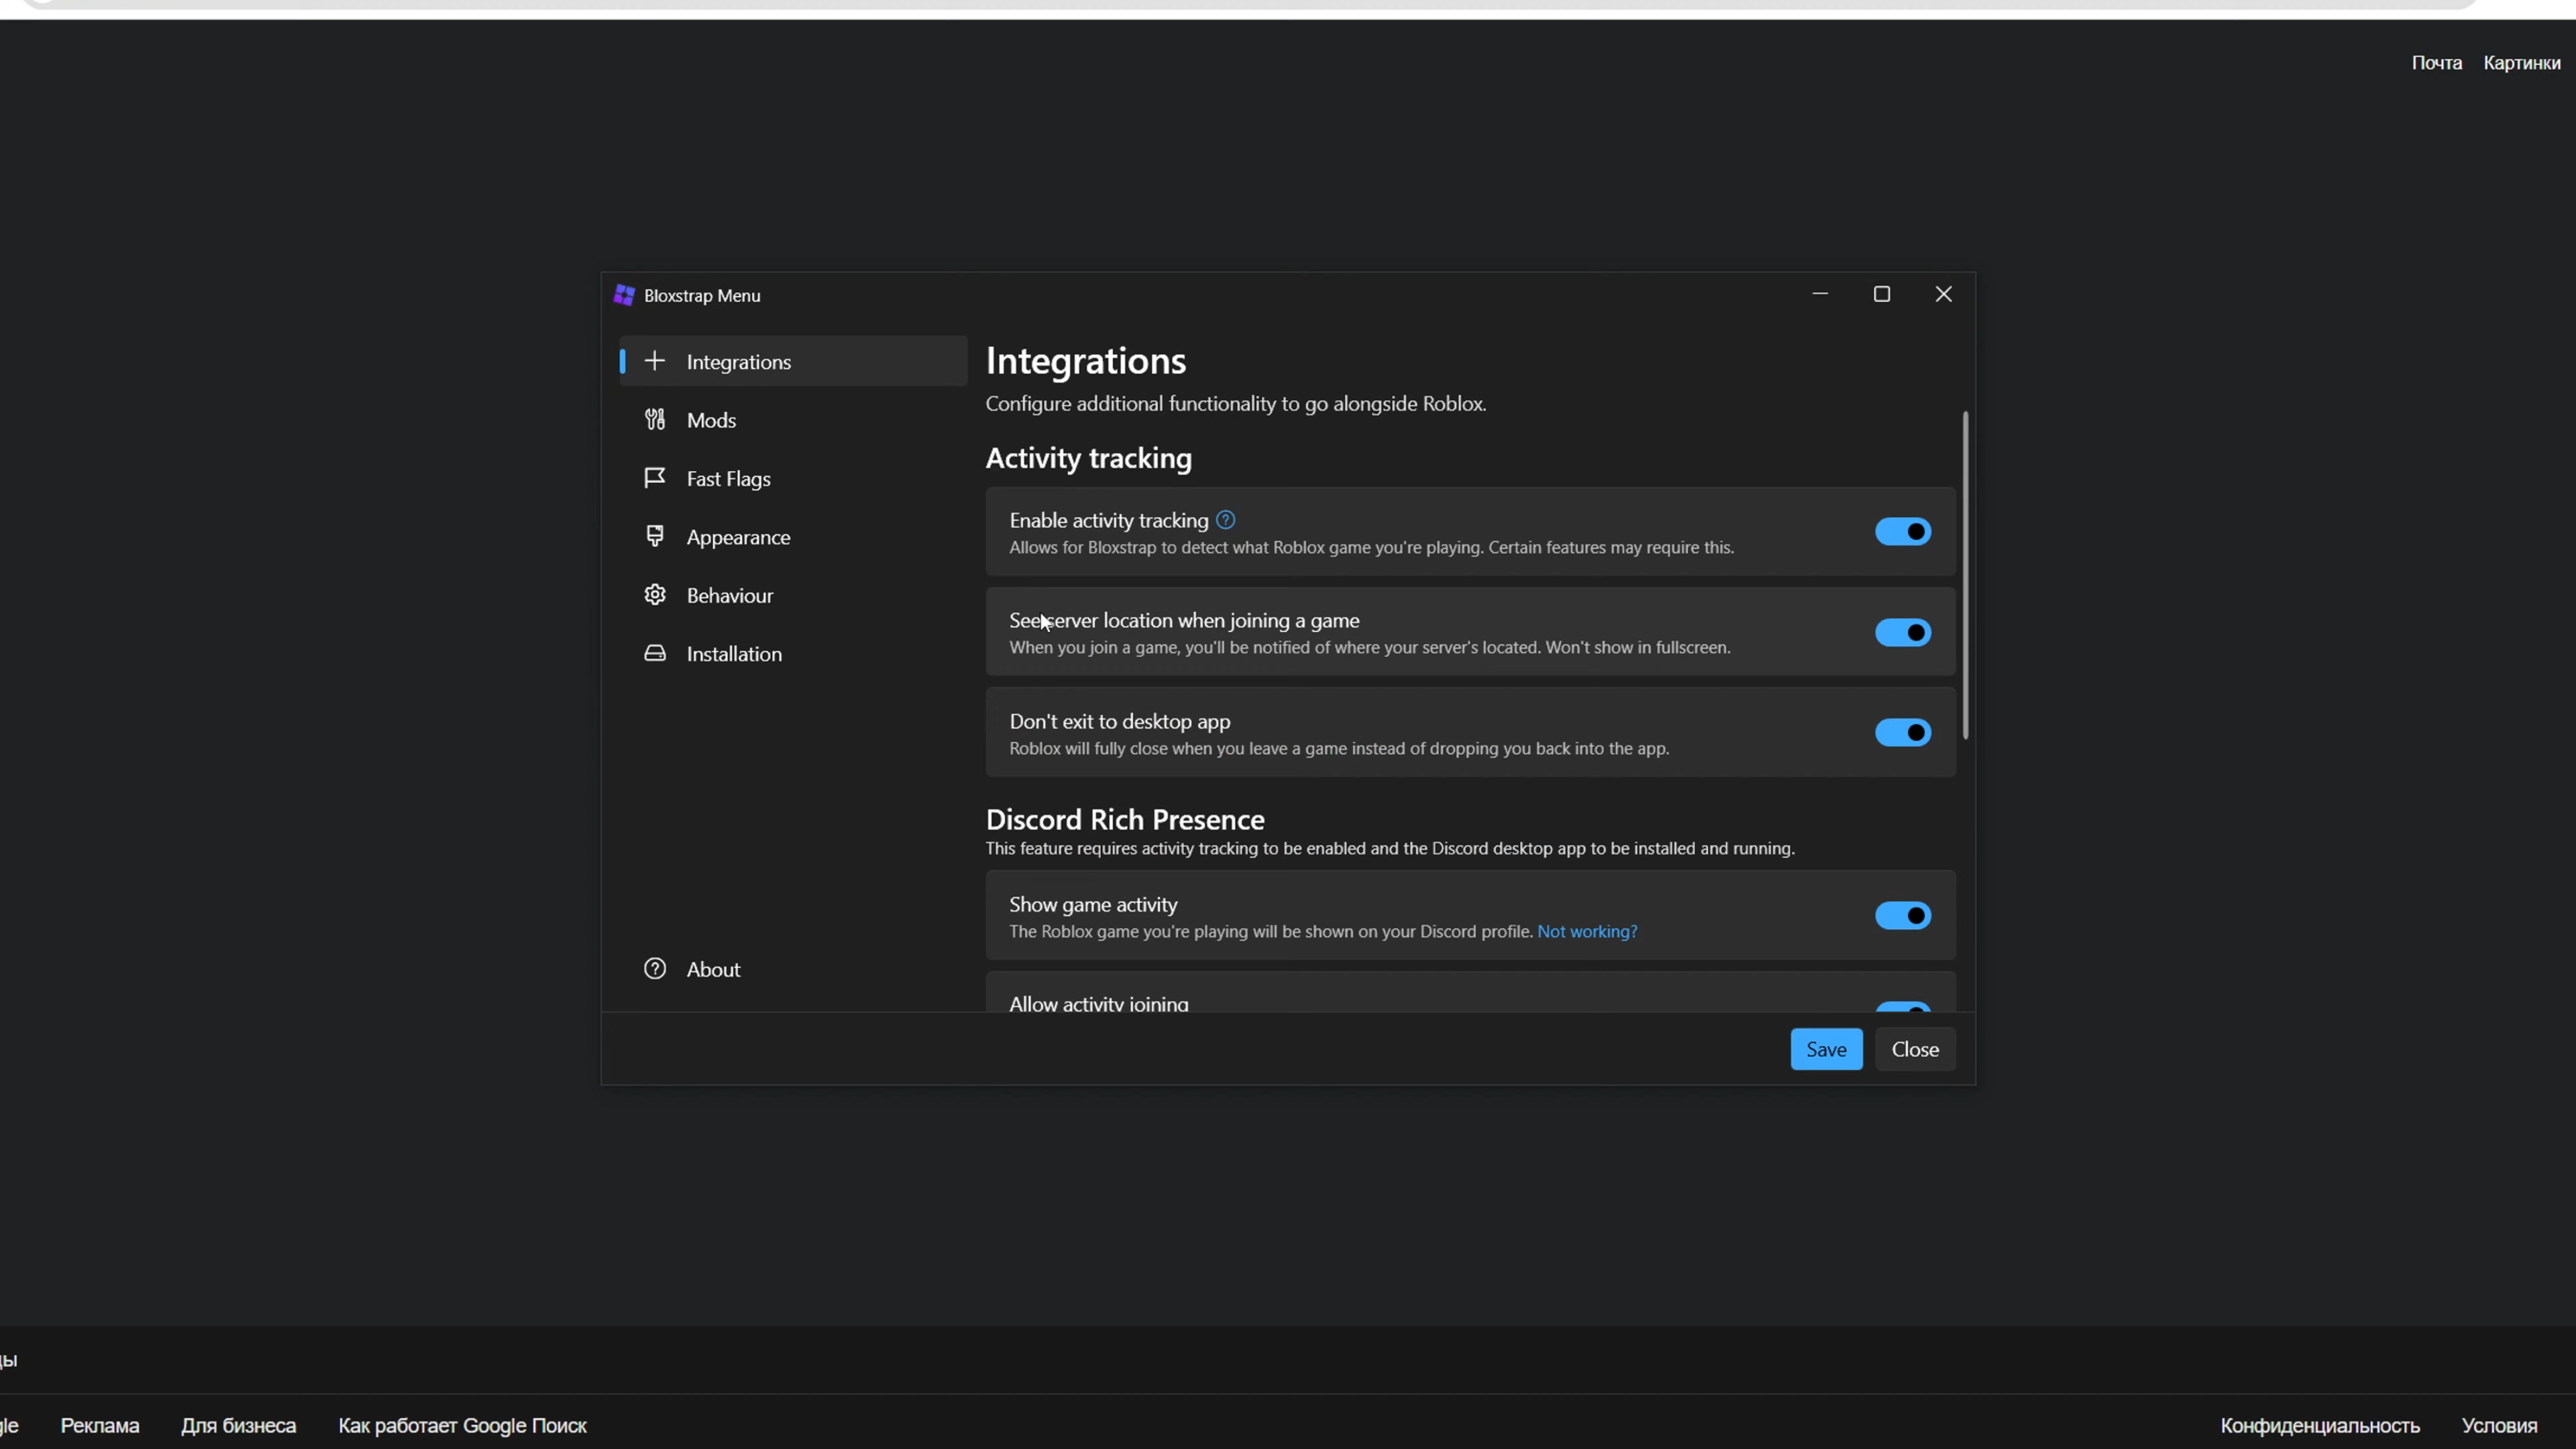 Почта Картинки
Bloxstrap Menu
Integrations
Mods
Fast Flags
Appearance
Behaviour
Installation
About
Integrations
Configure additional functionality to go alongside Roblox.
Activity tracking
Enable activity tracking
Allows for Bloxstrap to detect what Roblox game you're playing. Certain features may require this.
See server location when joining a game
When you join a game, you'll be notified of where your server's located. Won't show in fullscreen.
Don't exit to desktop app
Roblox will fully close when you leave a game instead of dropping you back into the app.
Discord Rich Presence
This feature requires activity tracking to be enabled and the Discord desktop app to be installed and running.
Show game activity
The Roblox game you're playing will be shown on your Discord profile. Not working?
Allow activity joining
Save Close
Реклама Для бизнеса Как работает Google Поиск Конфиденциальность Условия